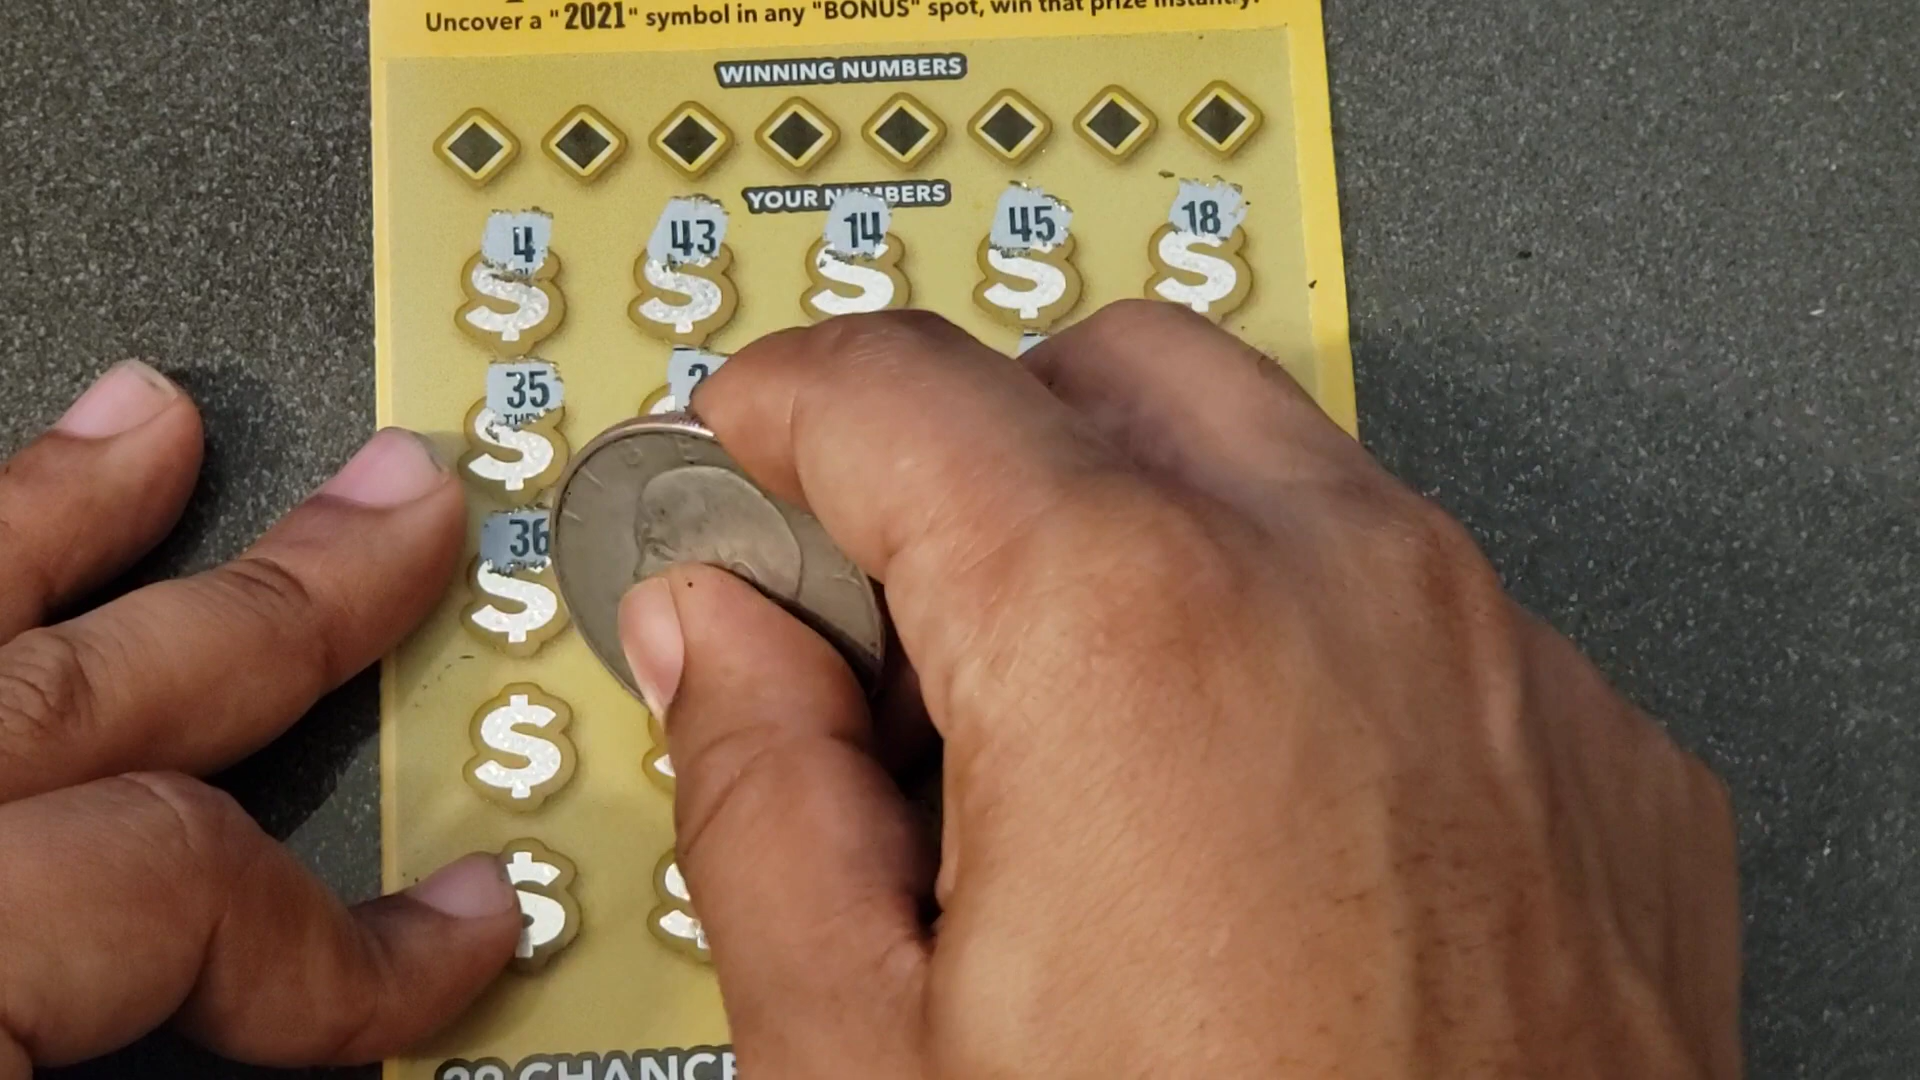 Uncover a "2021" symbol in any "BONUS" spot, win that prize instantly.
WINNING NUMBERS
YOUR NUMBERS
4 43 14 45 18
35 2
36